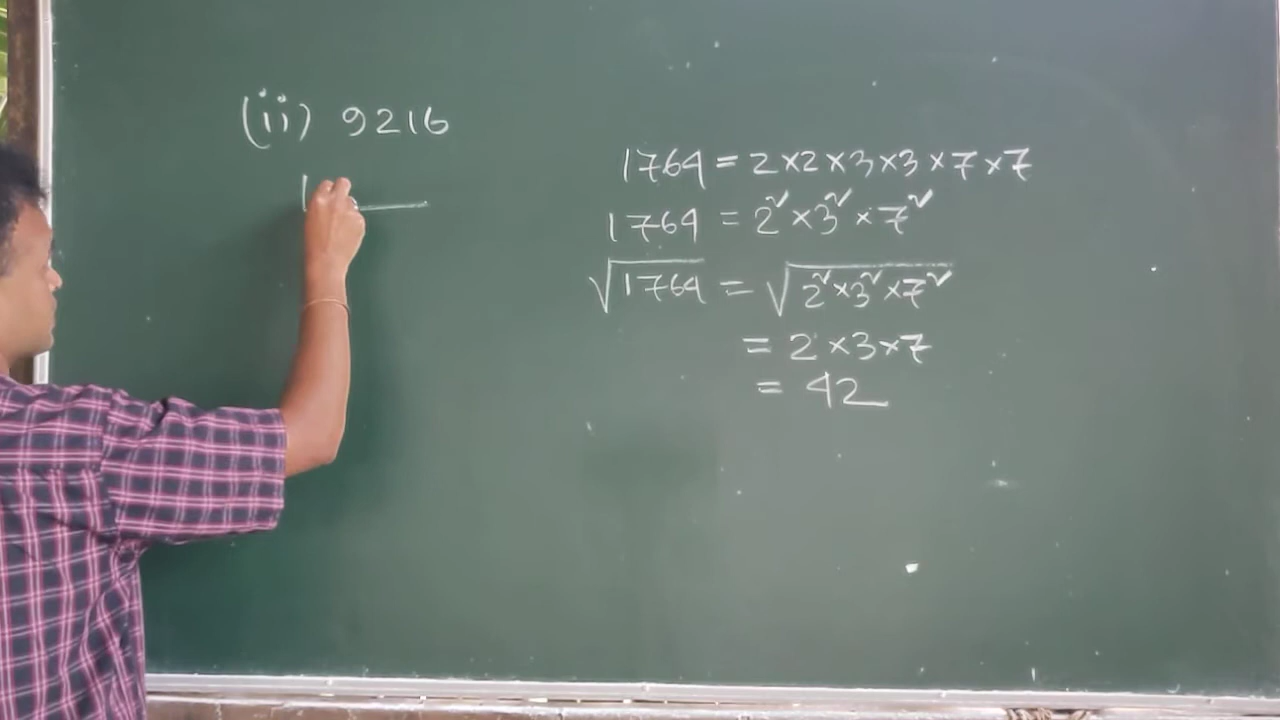 (ii) 9216
1764 = 2×2×3×3×7×7
1764 = 2²×3²×7²
√1764 = √2²×3²×7²
= 2×3×7
= 42